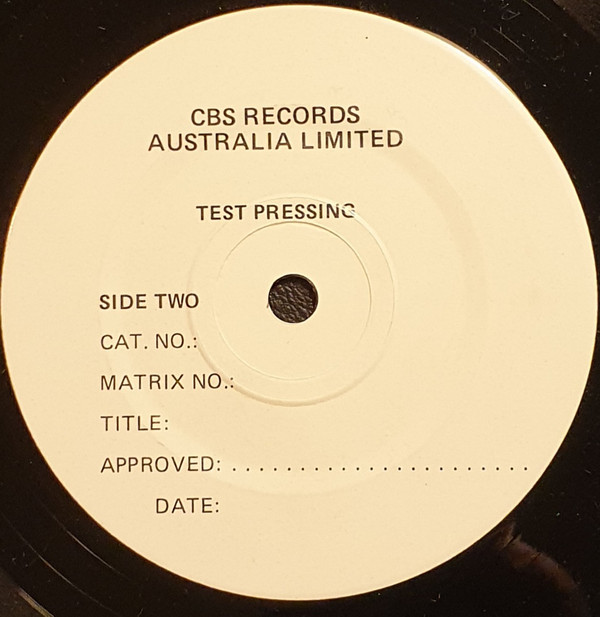 CBS RECORDS
AUSTRALIA LIMITED
TEST PRESSING
SIDE TWO
CAT. NO.:
MATRIX NO.:
TITLE:
APPROVED: ......................
DATE: